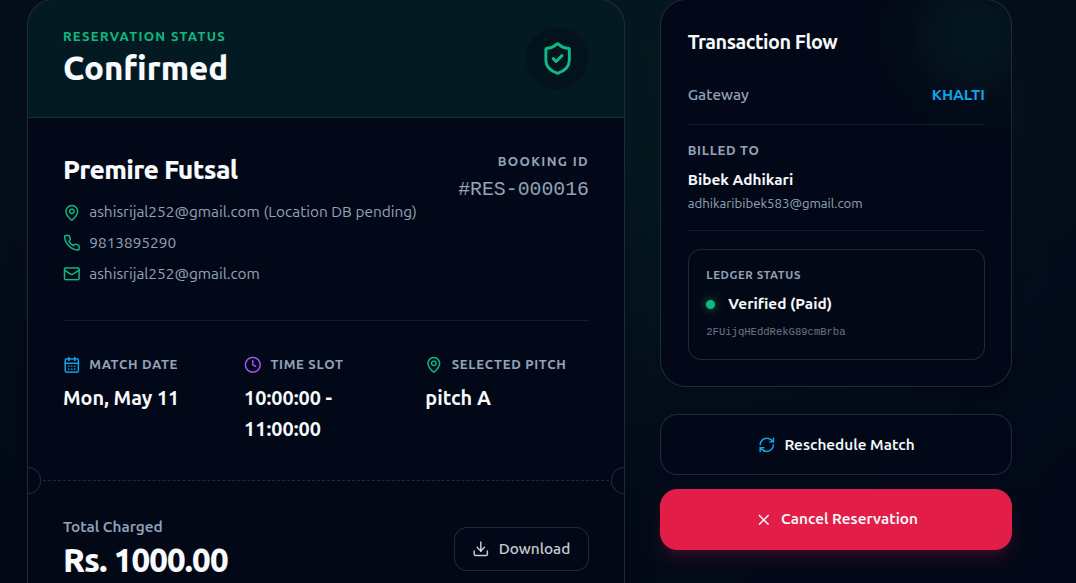 RESERVATION STATUS
Confirmed
Premire Futsal
BOOKING ID
#RES-000016
ashisrijal252@gmail.com (Location DB pending)
9813895290
ashisrijal252@gmail.com
MATCH DATE
Mon, May 11
TIME SLOT
10:00:00 -
11:00:00
SELECTED PITCH
pitch A
Total Charged
Rs. 1000.00
Download
Transaction Flow
Gateway
KHALTI
BILLED TO
Bibek Adhikari
adhikaribibek583@gmail.com
LEDGER STATUS
Verified (Paid)
2FUijqHEddRekG89cmBrba
Reschedule Match
Cancel Reservation